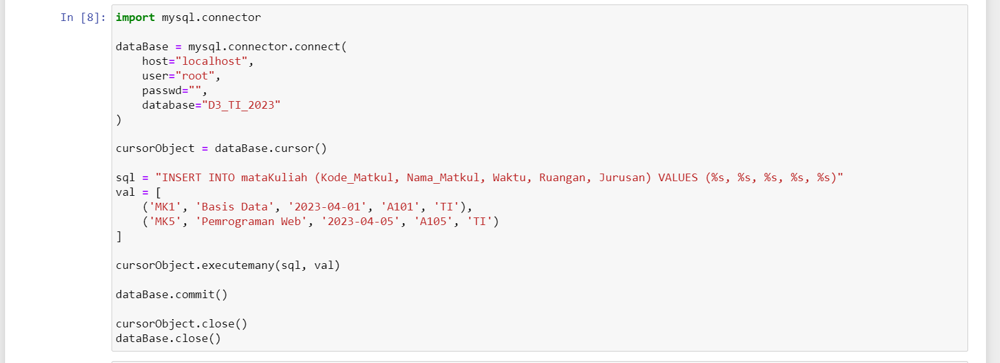 In [8]: import mysql.connector
dataBase = mysql.connector.connect(
    host="localhost",
    user="root",
    passwd="",
    database="D3_TI_2023"
)
cursorObject = dataBase.cursor()
sql = "INSERT INTO mataKuliah (Kode_Matkul, Nama_Matkul, Waktu, Ruangan, Jurusan) VALUES (%s, %s, %s, %s, %s)"
val = [
    ('MK1', 'Basis Data', '2023-04-01', 'A101', 'TI'),
    ('MK5', 'Pemrograman Web', '2023-04-05', 'A105', 'TI')
]
cursorObject.executemany(sql, val)
dataBase.commit()
cursorObject.close()
dataBase.close()